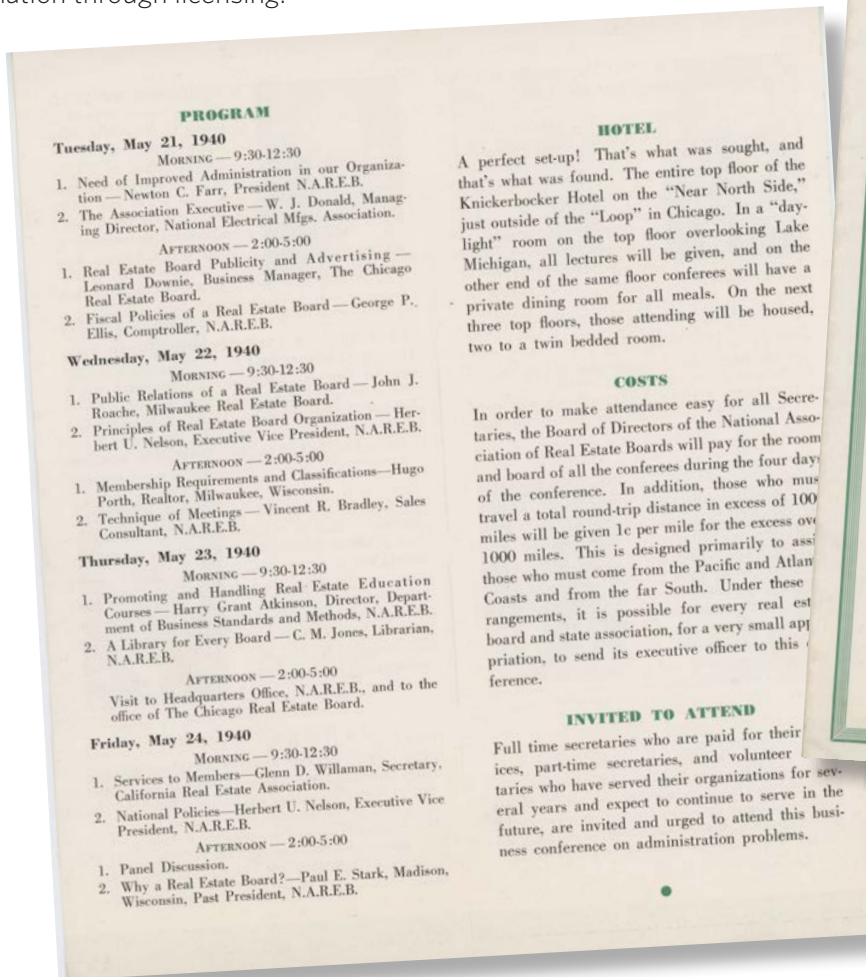 through licensing.
PROGRAM
Tuesday, May 21, 1940
MORNING — 9:30-12:30
1. Need of Improved Administration in our Organiza-
tion — Newton C. Farr, President N.A.R.E.B.
2. The Association Executive — W. J. Donald, Manag-
ing Director, National Electrical Mfgs. Association.
AFTERNOON — 2:00-5:00
1. Real Estate Board Publicity and Advertising —
Leonard Downie, Business Manager, The Chicago
Real Estate Board.
2. Fiscal Policies of a Real Estate Board — George P.
Ellis, Comptroller, N.A.R.E.B.
Wednesday, May 22, 1940
MORNING — 9:30-12:30
1. Public Relations of a Real Estate Board — John J.
Roache, Milwaukee Real Estate Board.
2. Principles of Real Estate Board Organization — Her-
bert U. Nelson, Executive Vice President, N.A.R.E.B.
AFTERNOON — 2:00-5:00
1. Membership Requirements and Classifications—Hugo
Porth, Realtor, Milwaukee, Wisconsin.
2. Technique of Meetings — Vincent R. Bradley, Sales
Consultant, N.A.R.E.B.
Thursday, May 23, 1940
MORNING — 9:30-12:30
1. Promoting and Handling Real Estate Education
Courses — Harry Grant Atkinson, Director, Depart-
ment of Business Standards and Methods, N.A.R.E.B.
2. A Library for Every Board — C. M. Jones, Librarian,
N.A.R.E.B.
AFTERNOON — 2:00-5:00
Visit to Headquarters Office, N.A.R.E.B., and to the
office of The Chicago Real Estate Board.
Friday, May 24, 1940
MORNING — 9:30-12:30
1. Services to Members—Glenn D. Willaman, Secretary,
California Real Estate Association.
2. National Policies—Herbert U. Nelson, Executive Vice
President, N.A.R.E.B.
AFTERNOON — 2:00-5:00
1. Panel Discussion.
2. Why a Real Estate Board?—Paul E. Stark, Madison,
Wisconsin, Past President, N.A.R.E.B.
HOTEL
A perfect set-up! That's what was sought, and
that's what was found. The entire top floor of the
Knickerbocker Hotel on the "Near North Side,"
just outside of the "Loop" in Chicago. In a "day-
light" room on the top floor overlooking Lake
Michigan, all lectures will be given, and on the
other end of the same floor conferees will have a
private dining room for all meals. On the next
three top floors, those attending will be housed,
two to a twin bedded room.
COSTS
In order to make attendance easy for all Secre-
taries, the Board of Directors of the National Asso-
ciation of Real Estate Boards will pay for the room
and board of all the conferees during the four
of the conference. In addition, those who
travel a total round-trip distance in excess of
miles will be given 1c per mile for the excess
1000 miles. This is designed primarily to
those who must come from the Pacific and
Coasts and from the far South. Under these
rangements, it is possible for every real
board and state association, for a very small
priation, to send its executive officer to this
ference.
INVITED TO ATTEND
Full time secretaries who are paid for their
ices, part-time secretaries, and volunteer
taries who have served their organizations for sev-
eral years and expect to continue to serve in the
future, are invited and urged to attend this busi-
ness conference on administration problems.